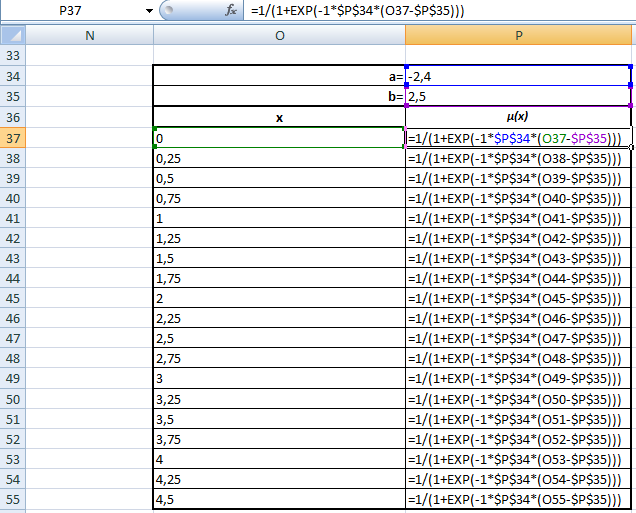 P37 fx =1/(1+EXP(-1*$P$34*(O37-$P$35)))
N O P
33
34 a= -2,4
35 b= 2,5
36 x μ(x)
37 0 =1/(1+EXP(-1*$P$34*(O37-$P$35)))
38 0,25 =1/(1+EXP(-1*$P$34*(O38-$P$35)))
39 0,5 =1/(1+EXP(-1*$P$34*(O39-$P$35)))
40 0,75 =1/(1+EXP(-1*$P$34*(O40-$P$35)))
41 1 =1/(1+EXP(-1*$P$34*(O41-$P$35)))
42 1,25 =1/(1+EXP(-1*$P$34*(O42-$P$35)))
43 1,5 =1/(1+EXP(-1*$P$34*(O43-$P$35)))
44 1,75 =1/(1+EXP(-1*$P$34*(O44-$P$35)))
45 2 =1/(1+EXP(-1*$P$34*(O45-$P$35)))
46 2,25 =1/(1+EXP(-1*$P$34*(O46-$P$35)))
47 2,5 =1/(1+EXP(-1*$P$34*(O47-$P$35)))
48 2,75 =1/(1+EXP(-1*$P$34*(O48-$P$35)))
49 3 =1/(1+EXP(-1*$P$34*(O49-$P$35)))
50 3,25 =1/(1+EXP(-1*$P$34*(O50-$P$35)))
51 3,5 =1/(1+EXP(-1*$P$34*(O51-$P$35)))
52 3,75 =1/(1+EXP(-1*$P$34*(O52-$P$35)))
53 4 =1/(1+EXP(-1*$P$34*(O53-$P$35)))
54 4,25 =1/(1+EXP(-1*$P$34*(O54-$P$35)))
55 4,5 =1/(1+EXP(-1*$P$34*(O55-$P$35)))